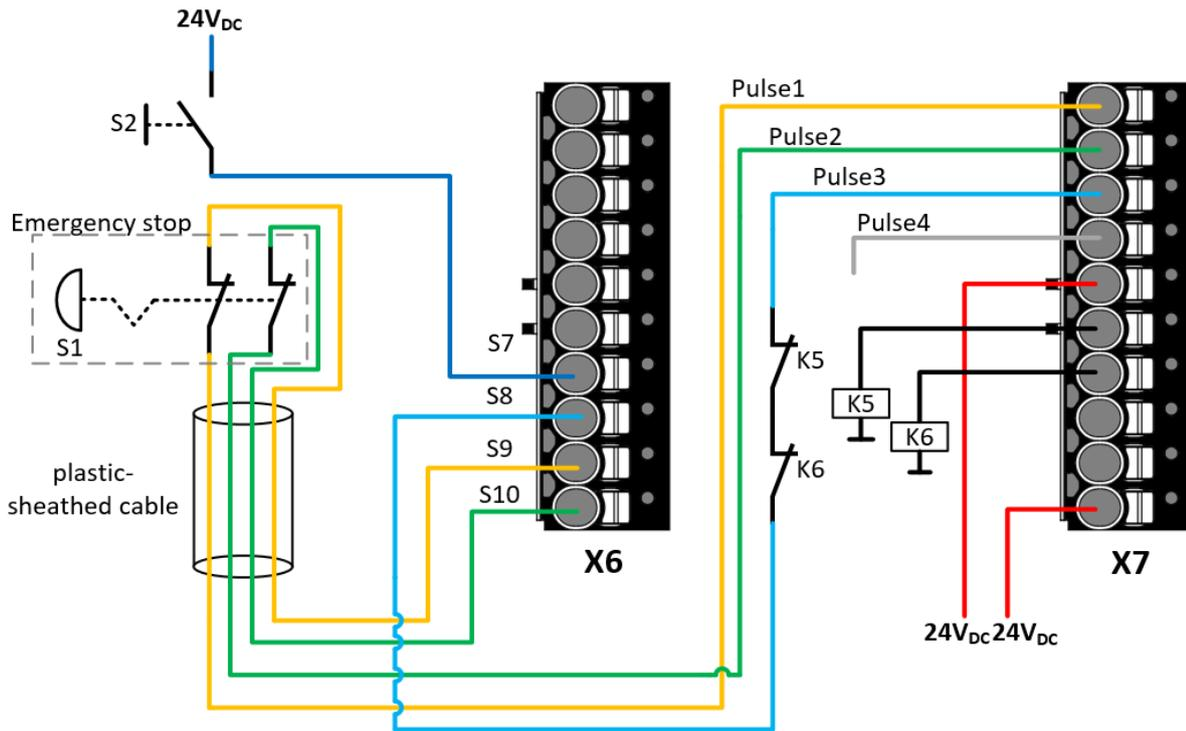 24VDC
S2
Emergency stop
S1
plastic-
sheathed cable
S7
S8
S9
S10
X6
Pulse1
Pulse2
Pulse3
Pulse4
K5
K6
K5
K6
X7
24VDC 24VDC